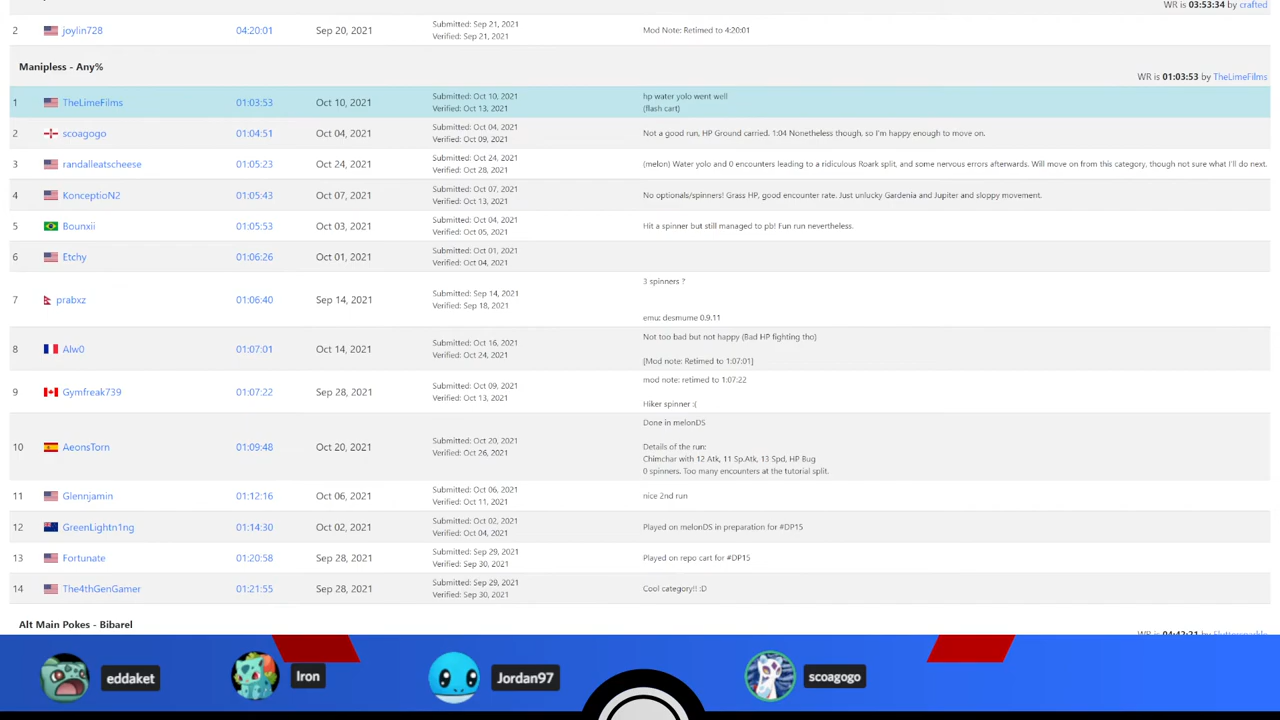 WR is 03:53:34 by crafted
2 joylin728 04:20:01 Sep 20, 2021 Submitted: Sep 21, 2021 Mod Note: Retimed to 4:20:01
Verified: Sep 21, 2021
Manipless - Any%
WR is 01:03:53 by TheLimeFilms
1 TheLimeFilms 01:03:53 Oct 10, 2021 Submitted: Oct 10, 2021 hp water yolo went well
Verified: Oct 13, 2021 (flash cart)
2 scoagogo 01:04:51 Oct 04, 2021 Submitted: Oct 04, 2021 Not a good run, HP Ground carried. 1:04 Nonetheless though, so I'm happy enough to move on.
Verified: Oct 09, 2021
3 randalleatscheese 01:05:23 Oct 24, 2021 Submitted: Oct 24, 2021 (melon) Water yolo and 0 encounters leading to a ridiculous Roark split, and some nervous errors afterwards. Will move on from this category, though not sure what I'll do next.
Verified: Oct 28, 2021
4 KonceptioN2 01:05:43 Oct 07, 2021 Submitted: Oct 07, 2021 No optionals/spinners! Grass HP, good encounter rate. Just unlucky Gardenia and Jupiter and sloppy movement.
Verified: Oct 13, 2021
5 Bounxii 01:05:53 Oct 03, 2021 Submitted: Oct 04, 2021 Hit a spinner but still managed to pb! Fun run nevertheless.
Verified: Oct 05, 2021
6 Etchy 01:06:26 Oct 01, 2021 Submitted: Oct 01, 2021
Verified: Oct 04, 2021
7 prabxz 01:06:40 Sep 14, 2021 Submitted: Sep 14, 2021 3 spinners ?
Verified: Sep 18, 2021
emu: desmume 0.9.11
8 Alw0 01:07:01 Oct 14, 2021 Submitted: Oct 16, 2021 Not too bad but not happy (Bad HP fighting tho)
Verified: Oct 24, 2021
[Mod note: Retimed to 1:07:01]
9 Gymfreak739 01:07:22 Sep 28, 2021 Submitted: Oct 09, 2021 mod note: retimed to 1:07:22
Verified: Oct 13, 2021
Hiker spinner :(
10 AeonsTorn 01:09:48 Oct 20, 2021 Submitted: Oct 20, 2021 Done in melonDS
Verified: Oct 26, 2021
Details of the run:
Chimchar with 12 Atk, 11 Sp.Atk, 13 Spd, HP Bug
0 spinners. Too many encounters at the tutorial split.
11 Glennjamin 01:12:16 Oct 06, 2021 Submitted: Oct 06, 2021 nice 2nd run
Verified: Oct 11, 2021
12 GreenLightn1ng 01:14:30 Oct 02, 2021 Submitted: Oct 02, 2021 Played on melonDS in preparation for #DP15
Verified: Oct 04, 2021
13 Fortunate 01:20:58 Sep 28, 2021 Submitted: Sep 29, 2021 Played on repo cart for #DP15
Verified: Sep 30, 2021
14 The4thGenGamer 01:21:55 Sep 28, 2021 Submitted: Sep 29, 2021 Cool category!! :D
Verified: Sep 30, 2021
Alt Main Pokes - Bibarel
eddaket Iron Jordan97 scoagogo